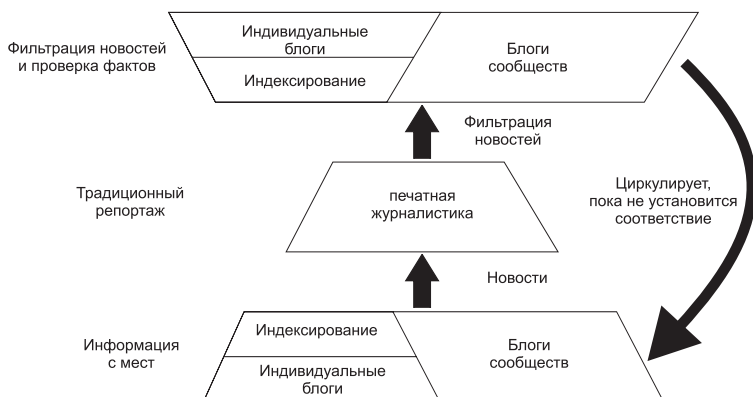 Фильтрация новостей
и проверка фактов
Индивидуальные
блоги
Индексирование
Блоги
сообществ
Фильтрация
новостей
Традиционный
репортаж
печатная
журналистика
Циркулирует,
пока не установится
соответствие
Новости
Информация
с мест
Индексирование
Индивидуальные
блоги
Блоги
сообществ